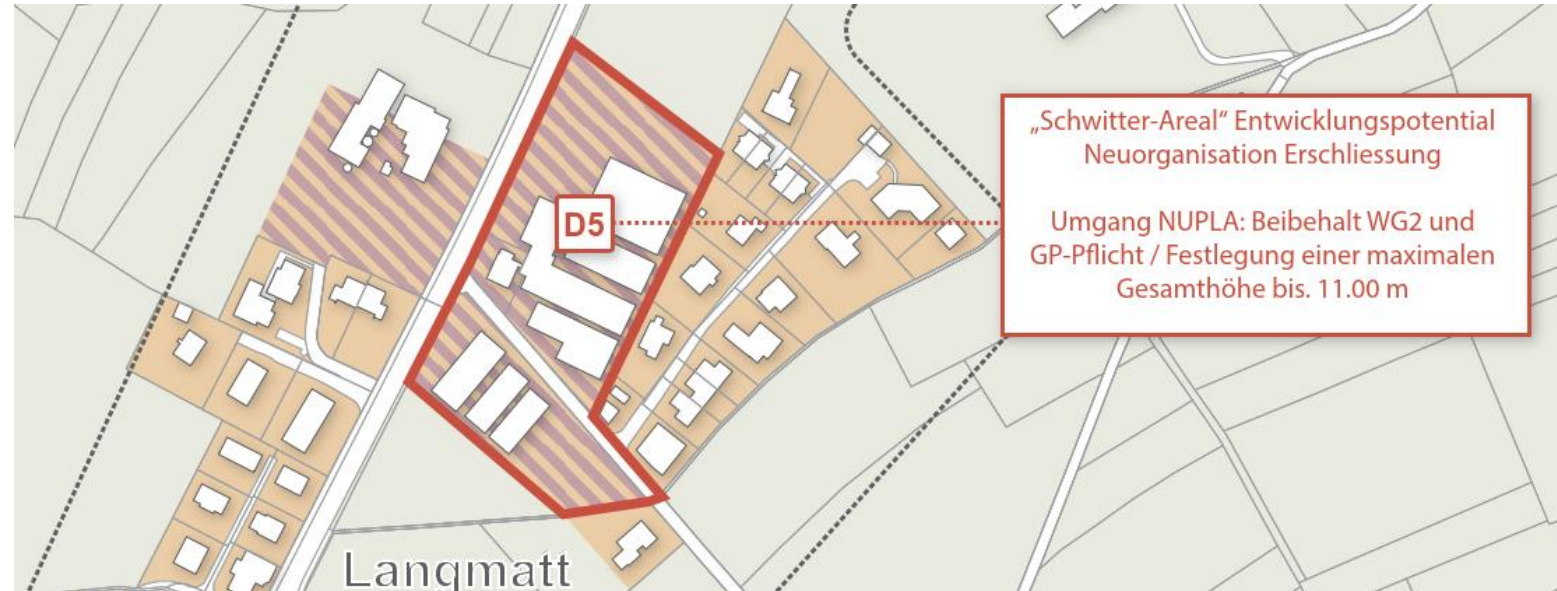 „Schwitter-Areal“ Entwicklungspotential
Neuorganisation Erschliessung
Umgang NUPLA: Beibehalt WG2 und
GP-Pflicht / Festlegung einer maximalen
Gesamthöhe bis. 11.00 m
D5
Langmatt